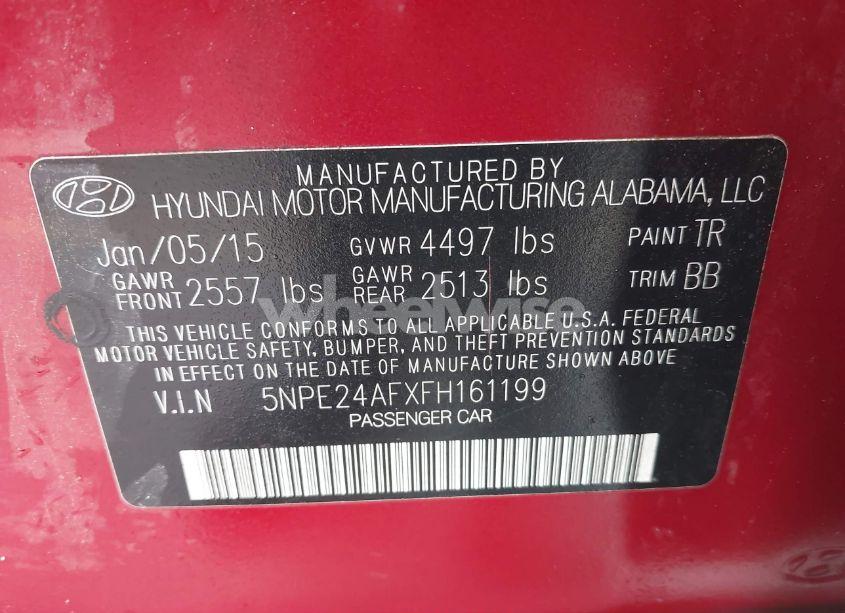 MANUFACTURED BY
HYUNDAI MOTOR MANUFACTURING ALABAMA, LLC
Jan/05/15 GVWR 4497 lbs PAINT TR
GAWR FRONT 2557 lbs GAWR REAR 2513 lbs TRIM BB
wheelwise
THIS VEHICLE CONFORMS TO ALL APPLICABLE U.S.A. FEDERAL
MOTOR VEHICLE SAFETY, BUMPER, AND THEFT PREVENTION STANDARDS
IN EFFECT ON THE DATE OF MANUFACTURE SHOWN ABOVE
V.I.N 5NPE24AFXFH161199
PASSENGER CAR